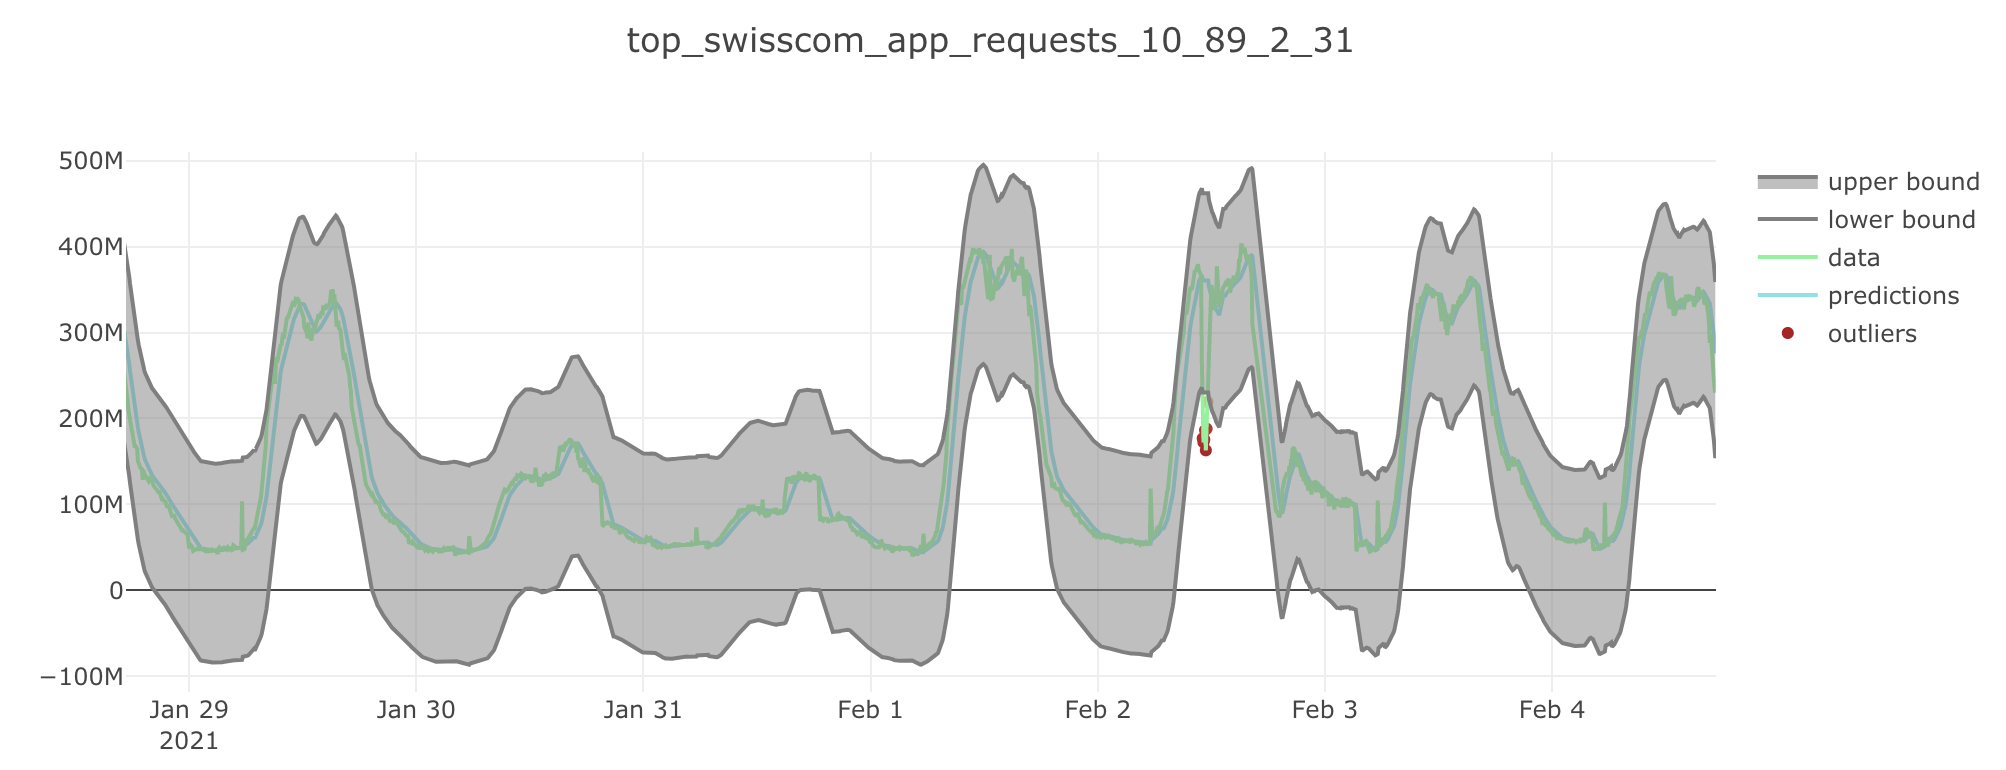 top_swisscom_app_requests_10_89_2_31
500M
400M
300M
200M
100M
0
−100M
Jan 29
2021
Jan 30
Jan 31
Feb 1
Feb 2
Feb 3
Feb 4
upper bound
lower bound
data
predictions
outliers